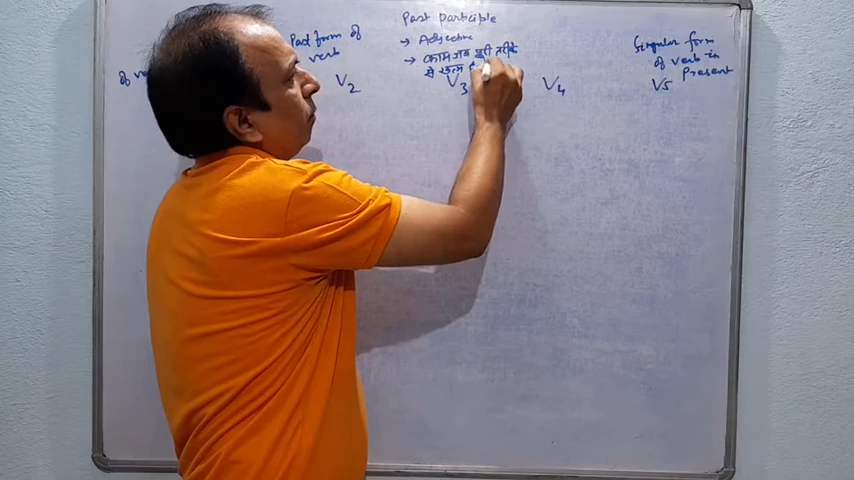 of
Past form of
verb
V2
Past participle
→ Adjective
→ काम जब पूरी तरीके
से खत्म
V3
V4
Singular form
of verb in
Present
V5